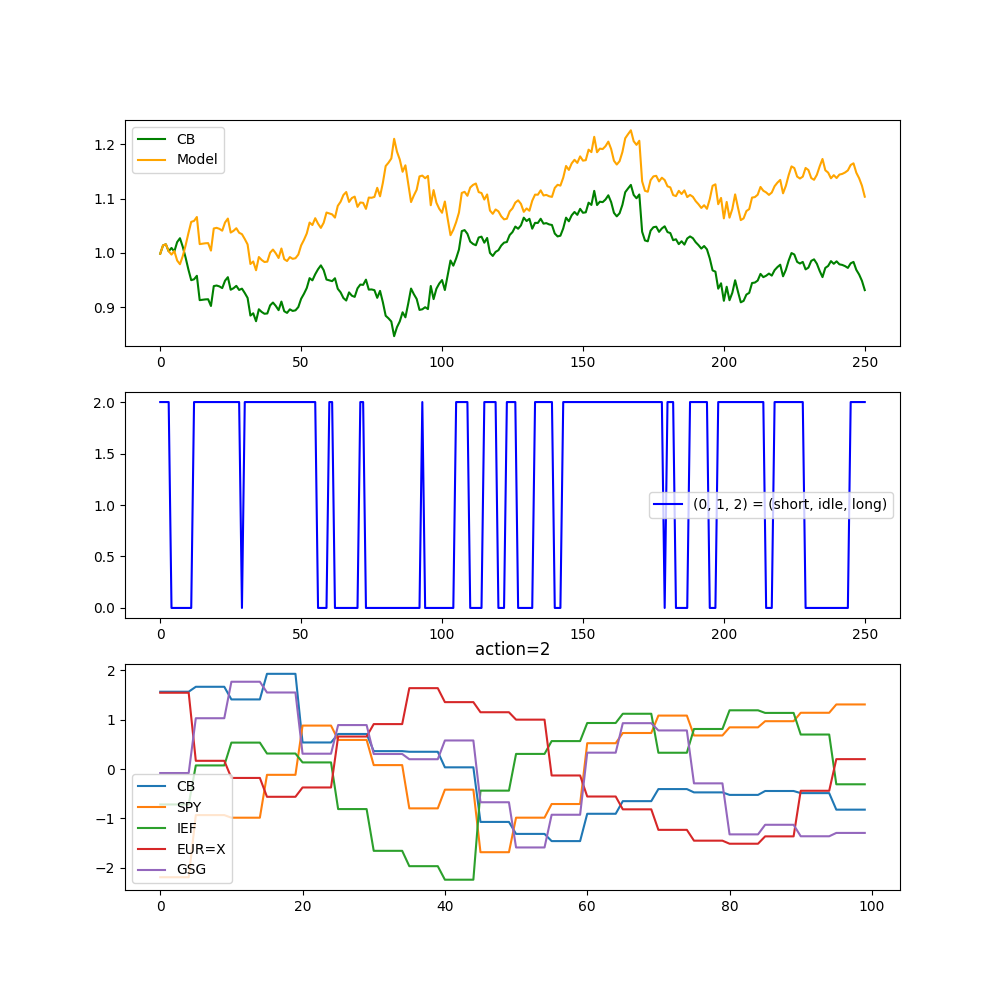 1.2
1.1
1.0
0.9
CB
Model
0 50 100 150 200 250
2.0
1.5
1.0
0.5
0.0
(0, 1, 2) = (short, idle, long)
0 50 100 150 200 250
action=2
2
1
0
−1
−2
CB
SPY
IEF
EUR=X
GSG
0 20 40 60 80 100